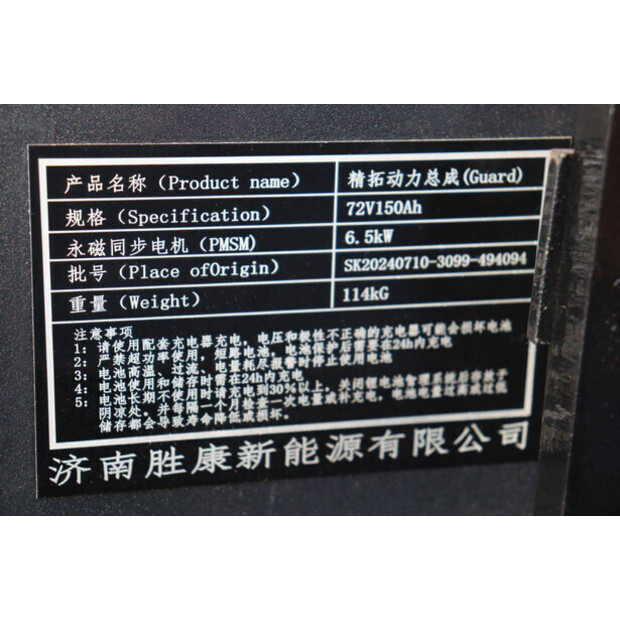 产品名称（Product name） 精拓动力总成(Guard)
规格（Specification） 72V150Ah
永磁同步电机（PMSM) 6.5kW
批号（Place ofOrigin） SK20240710-3099-494094
重量（Weight） 114kG
注意事项
1：请使用配套充电器充电，电压和极性不正确的充电器可能会损坏电池
2：严禁超功率使用，短路电池，电池保护后需要在24h内充电
3：电池高温、过流、电量耗尽报警时停止使用电池
4：电池使用和储存时需在24h内充电
5：电池长期不使用时请充电到30%以上，关闭锂电池管理系统后存放于
阴凉处。并每隔一个月检查一次电量或补充电，电池电量过高或过低
储存都会导致寿命降低或损坏。
济南胜康新能源有限公司